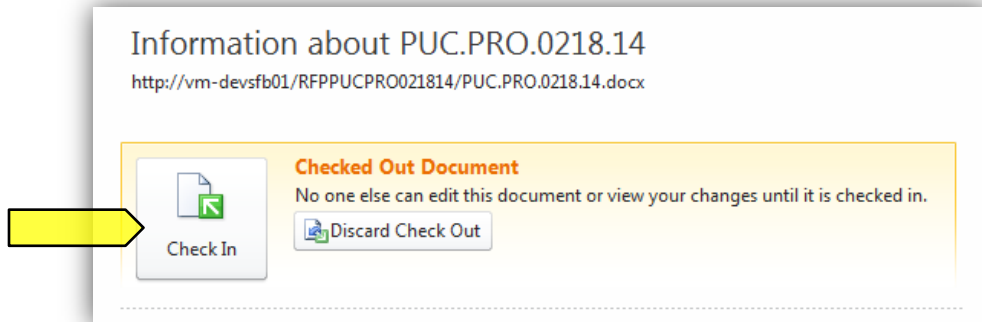 Information about PUC.PRO.0218.14
http://vm-devsfb01/RFPPUCPRO021814/PUC.PRO.0218.14.docx
Checked Out Document
No one else can edit this document or view your changes until it is checked in.
Discard Check Out
Check In